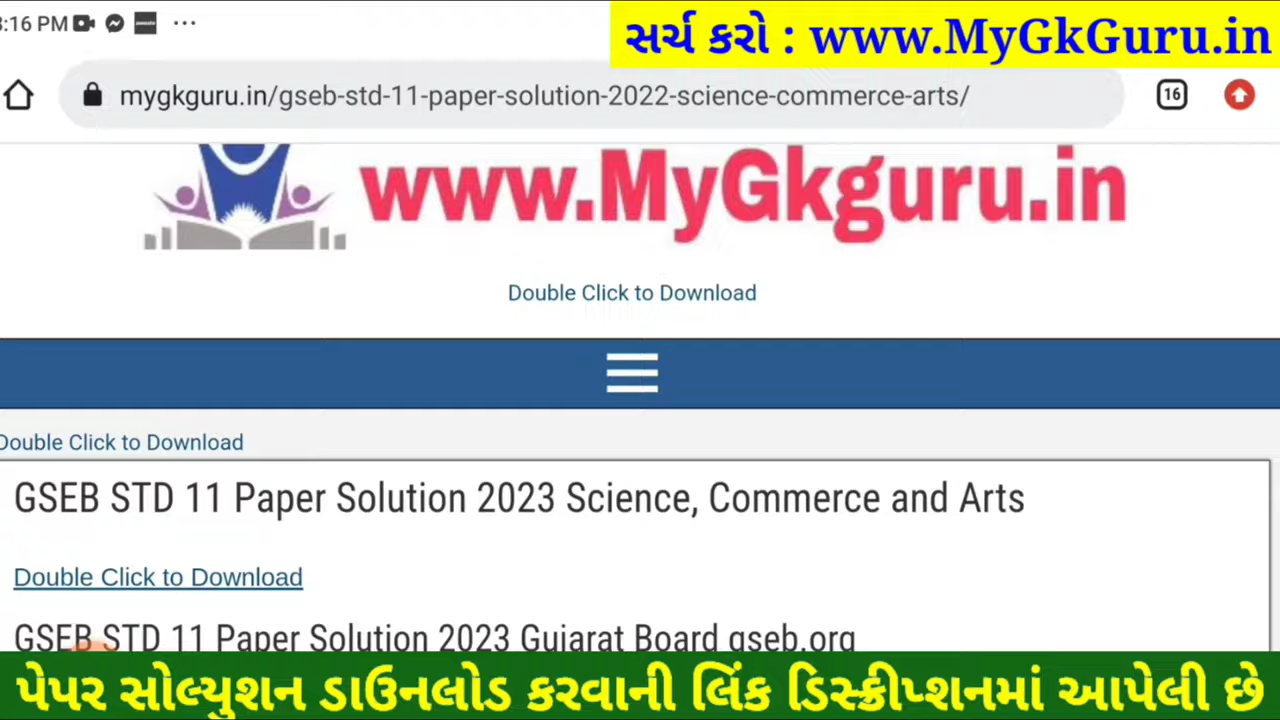 3:16 PM
સર્ચ કરો : www.MyGkGuru.in
mygkguru.in/gseb-std-11-paper-solution-2022-science-commerce-arts/
16
www.MyGkguru.in
Double Click to Download
Double Click to Download
GSEB STD 11 Paper Solution 2023 Science, Commerce and Arts
Double Click to Download
GSEB STD 11 Paper Solution 2023 Gujarat Board gseb.org
પેપર સોલ્યુશન ડાઉનલોડ કરવાની લિંક ડિસ્ક્રીપ્શનમાં આપેલી છે